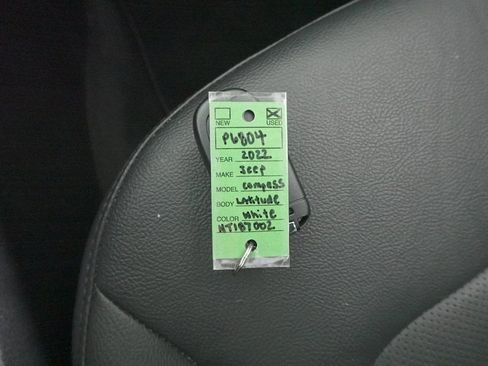 NEW USED
P6804
YEAR 2022
MAKE Jeep
MODEL Compass
BODY Latitude
COLOR White
NT187002